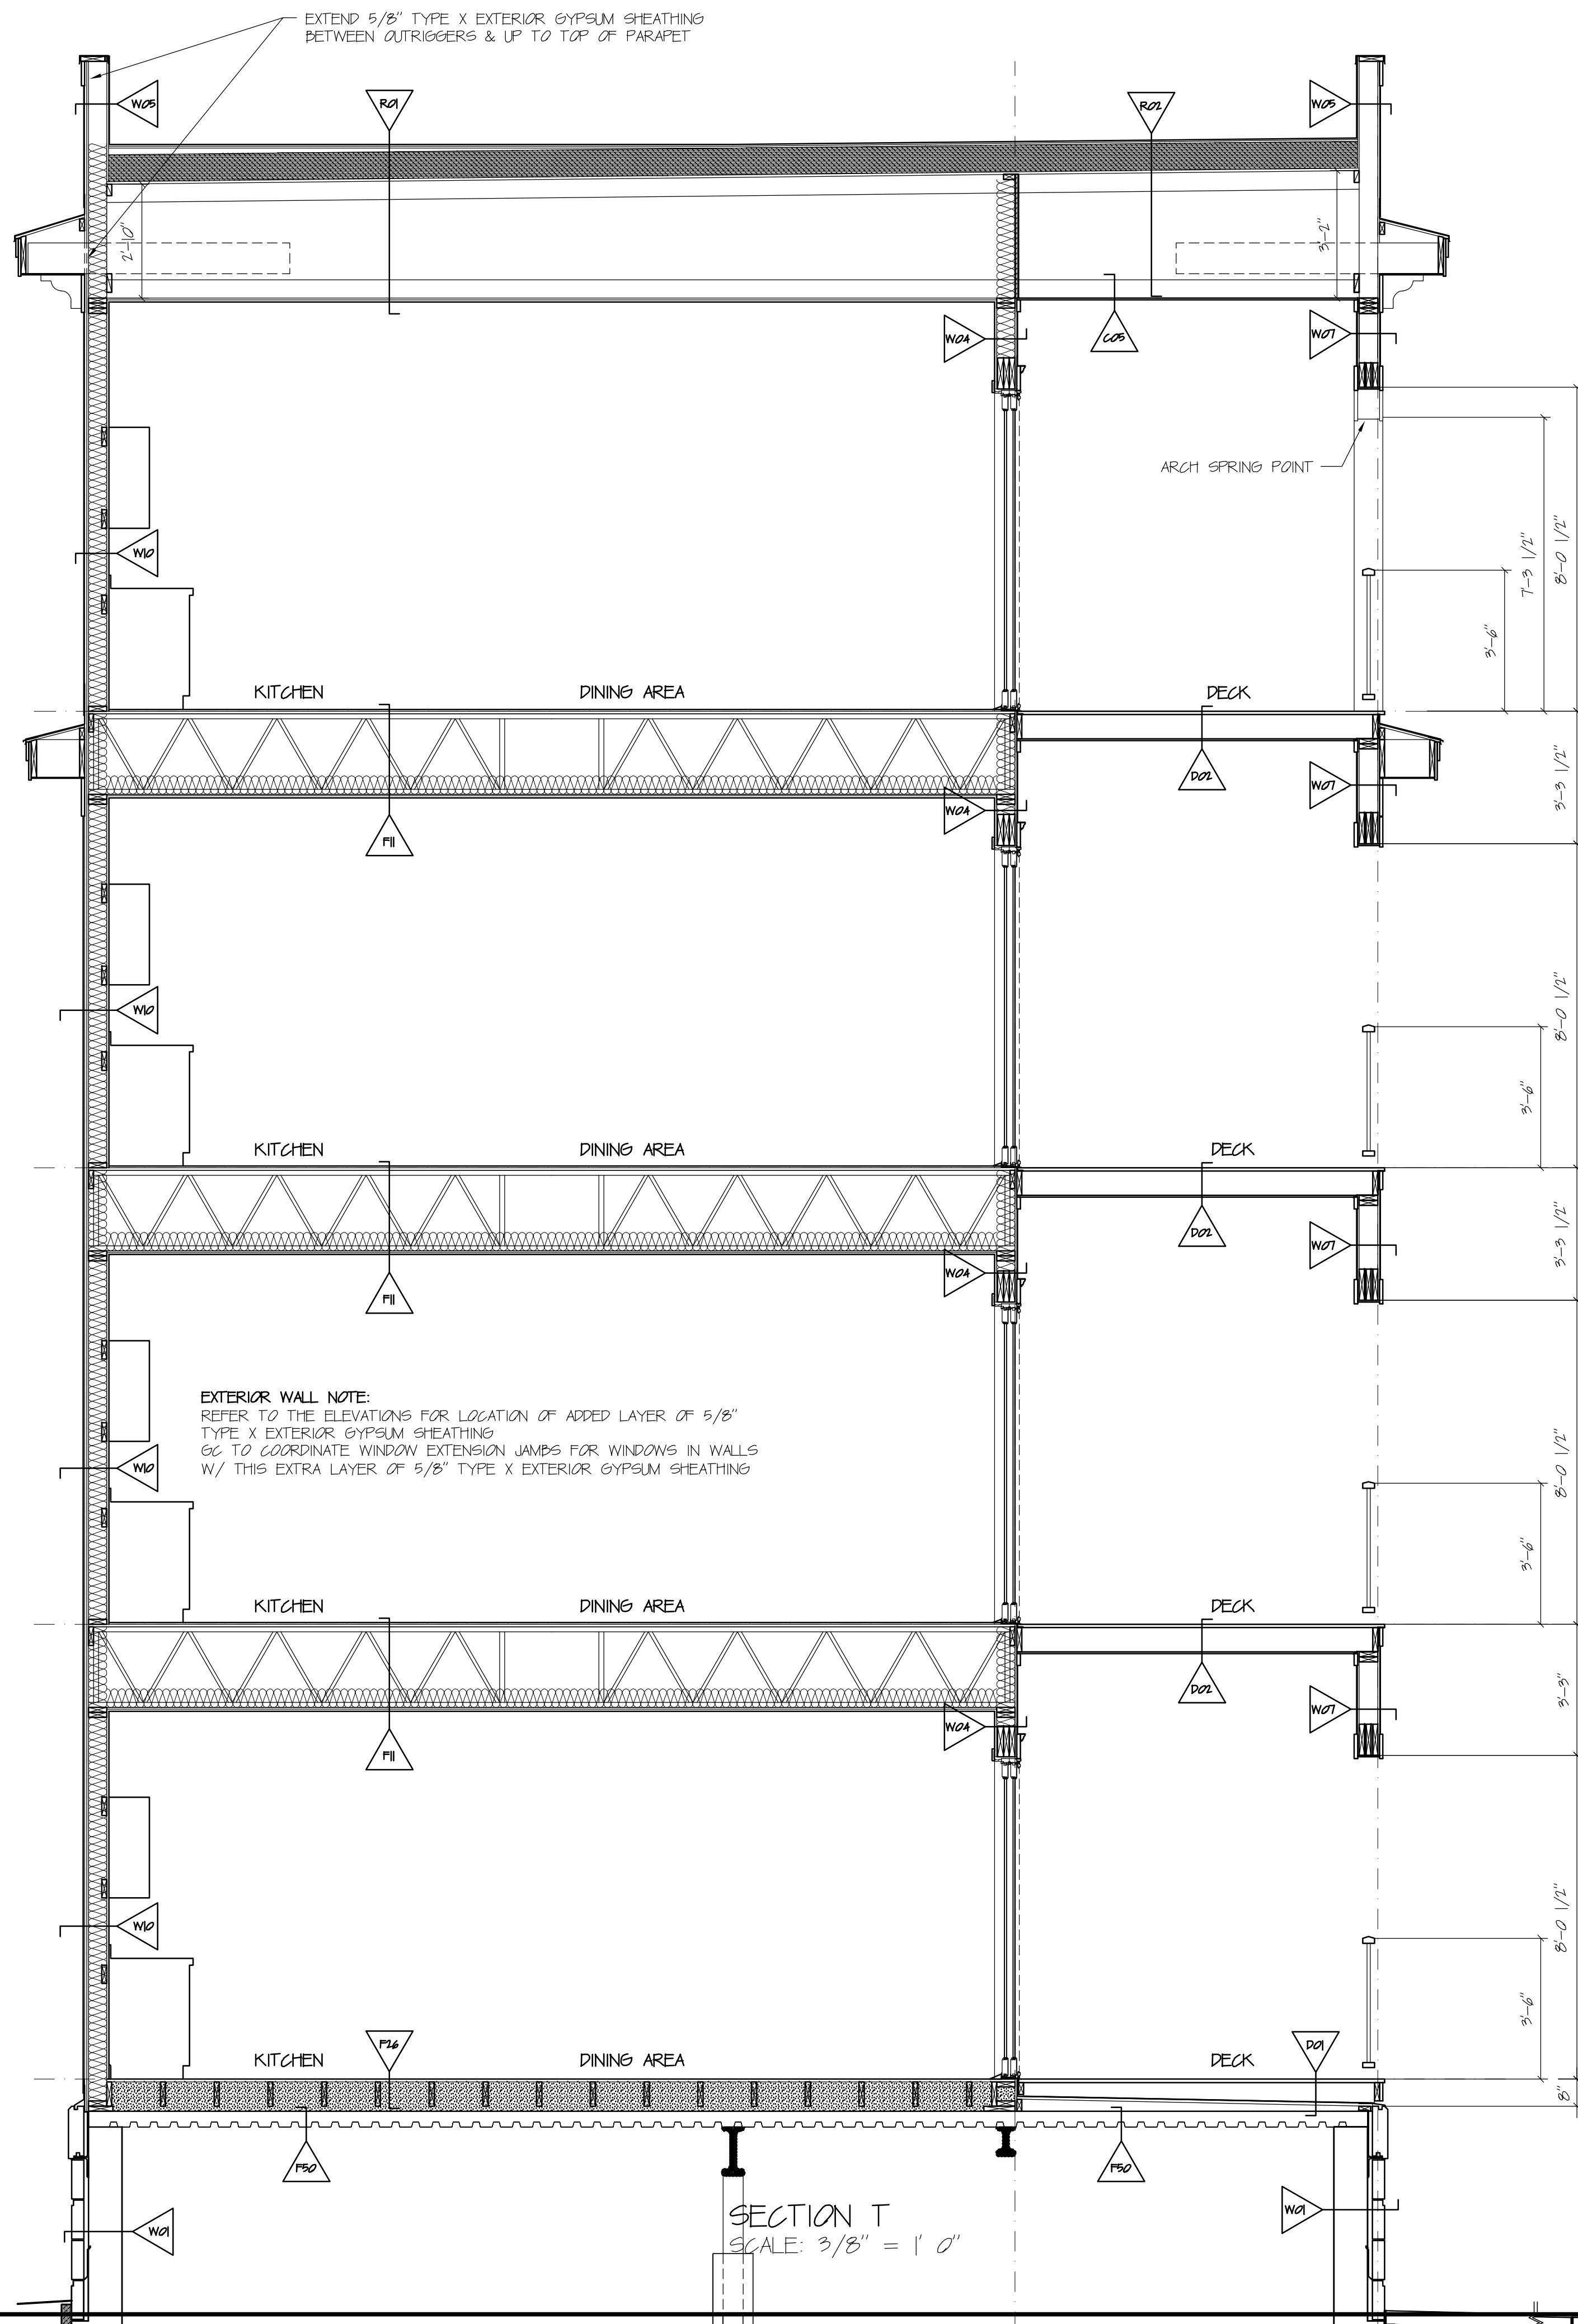 EXTEND 5/8" TYPE X EXTERIOR GYPSUM SHEATHING
BETWEEN OUTRIGGERS & UP TO TOP OF PARAPET
W05
R01
R02
W05
2'-10"
3'-2"
W04
C05
W07
ARCH SPRING POINT
W10
7'-3 1/2"
8'-0 1/2"
3'-6"
KITCHEN
DINING AREA
DECK
D02
W07
3'-3 1/2"
W04
F11
W10
8'-0 1/2"
3'-6"
KITCHEN
DINING AREA
DECK
D02
W07
3'-3 1/2"
W04
F11
EXTERIOR WALL NOTE:
REFER TO THE ELEVATIONS FOR LOCATION OF ADDED LAYER OF 5/8"
TYPE X EXTERIOR GYPSUM SHEATHING
GC TO COORDINATE WINDOW EXTENSION JAMBS FOR WINDOWS IN WALLS
W/ THIS EXTRA LAYER OF 5/8" TYPE X EXTERIOR GYPSUM SHEATHING
W10
8'-0 1/2"
3'-6"
KITCHEN
DINING AREA
DECK
D02
W07
3'-3"
W04
F11
W10
8'-0 1/2"
3'-6"
KITCHEN
F26
DINING AREA
DECK
D01
8"
F50
F50
W01
W01
SECTION T
SCALE: 3/8" = 1' 0"